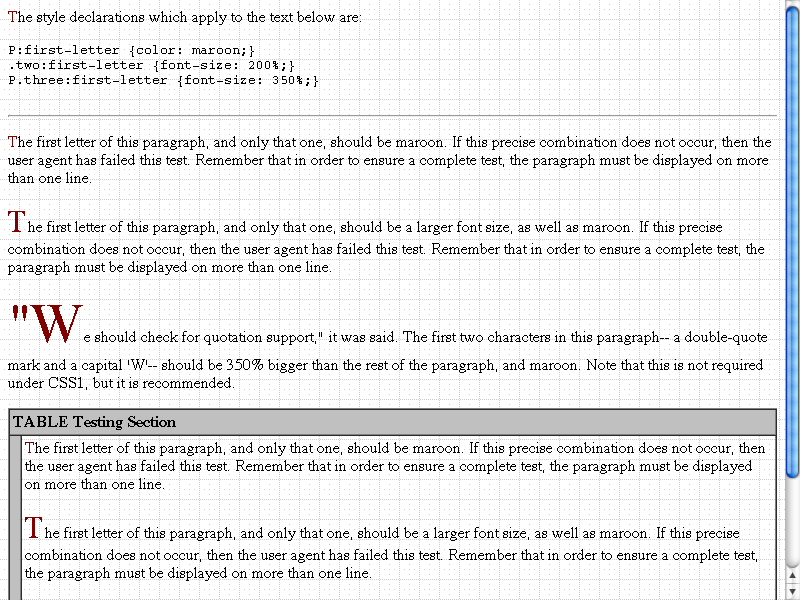 The style declarations which apply to the text below are:
P:first-letter {color: maroon;}
.two:first-letter {font-size: 200%;}
P.three:first-letter {font-size: 350%;}
The first letter of this paragraph, and only that one, should be maroon. If this precise combination does not occur, then the
user agent has failed this test. Remember that in order to ensure a complete test, the paragraph must be displayed on more
than one line.
The first letter of this paragraph, and only that one, should be a larger font size, as well as maroon. If this precise
combination does not occur, then the user agent has failed this test. Remember that in order to ensure a complete test, the
paragraph must be displayed on more than one line.
"We should check for quotation support," it was said. The first two characters in this paragraph-- a double-quote
mark and a capital 'W'-- should be 350% bigger than the rest of the paragraph, and maroon. Note that this is not required
under CSS1, but it is recommended.
TABLE Testing Section
The first letter of this paragraph, and only that one, should be maroon. If this precise combination does not occur, then
the user agent has failed this test. Remember that in order to ensure a complete test, the paragraph must be displayed
on more than one line.
The first letter of this paragraph, and only that one, should be a larger font size, as well as maroon. If this precise
combination does not occur, then the user agent has failed this test. Remember that in order to ensure a complete test,
the paragraph must be displayed on more than one line.